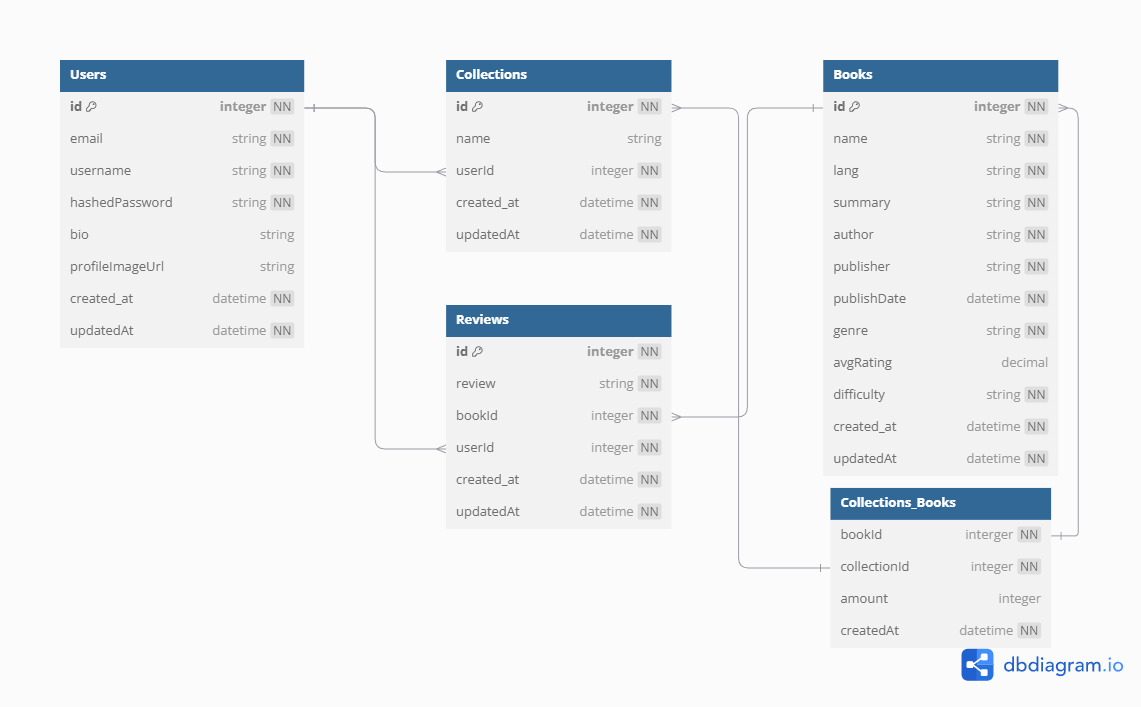 Users
id integer NN
email string NN
username string NN
hashedPassword string NN
bio string
profileImageUrl string
created_at datetime NN
updatedAt datetime NN
Collections
id integer NN
name string
userId integer NN
created_at datetime NN
updatedAt datetime NN
Reviews
id integer NN
review string NN
bookId integer NN
userId integer NN
created_at datetime NN
updatedAt datetime NN
Books
id integer NN
name string NN
lang string NN
summary string NN
author string NN
publisher string NN
publishDate datetime NN
genre string NN
avgRating decimal
difficulty string NN
created_at datetime NN
updatedAt datetime NN
Collections_Books
bookId interger NN
collectionId integer NN
amount integer
createdAt datetime NN
dbdiagram.io